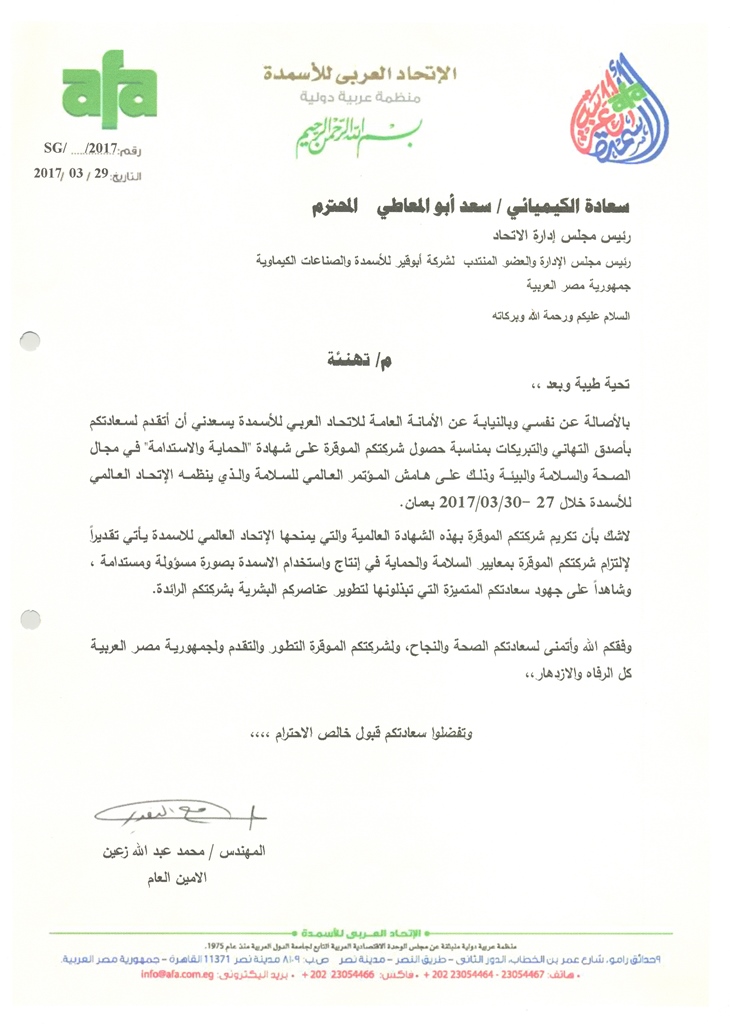 afa
الإتحاد العربى للأسمدة
منظمة عربية دولية
بسم الله الرحمن الرحيم
afa
رقم: SG/ ..../2017
التاريخ: 29 / 03 /2017
سعادة الكيميائي / سعد أبو المعاطي المحترم
رئيس مجلس إدارة الاتحاد
رئيس مجلس الإدارة والعضو المنتدب لشركة أبوقير للأسمدة والصناعات الكيماوية
جمهورية مصر العربية
السلام عليكم ورحمة الله وبركاته
م/ تهنئة
تحية طيبة وبعد ،،
بالأصالة عن نفسي وبالنيابة عن الأمانة العامة للاتحاد العربي للأسمدة يسعدني أن أتقدم لسعادتكم
بأصدق التهاني والتبريكات بمناسبة حصول شركتكم الموقرة على شهادة "الحماية والاستدامة" في مجال
الصحة والسلامة والبيئة وذلك على هامش المؤتمر العالمي للسلامة والذي ينظمه الإتحاد العالمي
للأسمدة خلال 27 –2017/03/30 بعمان.
لاشك بأن تكريم شركتكم الموقرة بهذه الشهادة العالمية والتي يمنحها الإتحاد العالمي للاسمدة يأتي تقديراً
لإلتزام شركتكم الموقرة بمعايير السلامة والحماية في إنتاج واستخدام الاسمدة بصورة مسؤولة ومستدامة ،
وشاهداً على جهود سعادتكم المتميزة التي تبذلونها لتطوير عناصركم البشرية بشركتكم الرائدة.
وفقكم الله وأتمنى لسعادتكم الصحة والنجاح، ولشركتكم الموقرة التطور والتقدم ولجمهورية مصر العربية
كل الرفاه والازدهار،،
وتفضلوا سعادتكم قبول خالص الاحترام ،،،،
المهندس / محمد عبد الله زعين
الامين العام
الإتحاد العربى للأسمدة
منظمة عربية دولية منبثقة عن مجلس الوحدة الاقتصادية العربية التابع لجامعة الدول العربية منذ عام 1975.
٩حدائق رامو، شارع عمر بن الخطاب، الدور الثانى – طريق النصر – مدينة نصر ص.ب: ٨١٠٩ مدينة نصر 11371 القاهرة – جمهورية مصر العربية.
• هاتف: 23054467 - 23054464 202 + • فاكس: 23054466 202 + • بريد اليكترونى: info@afa.com.eg